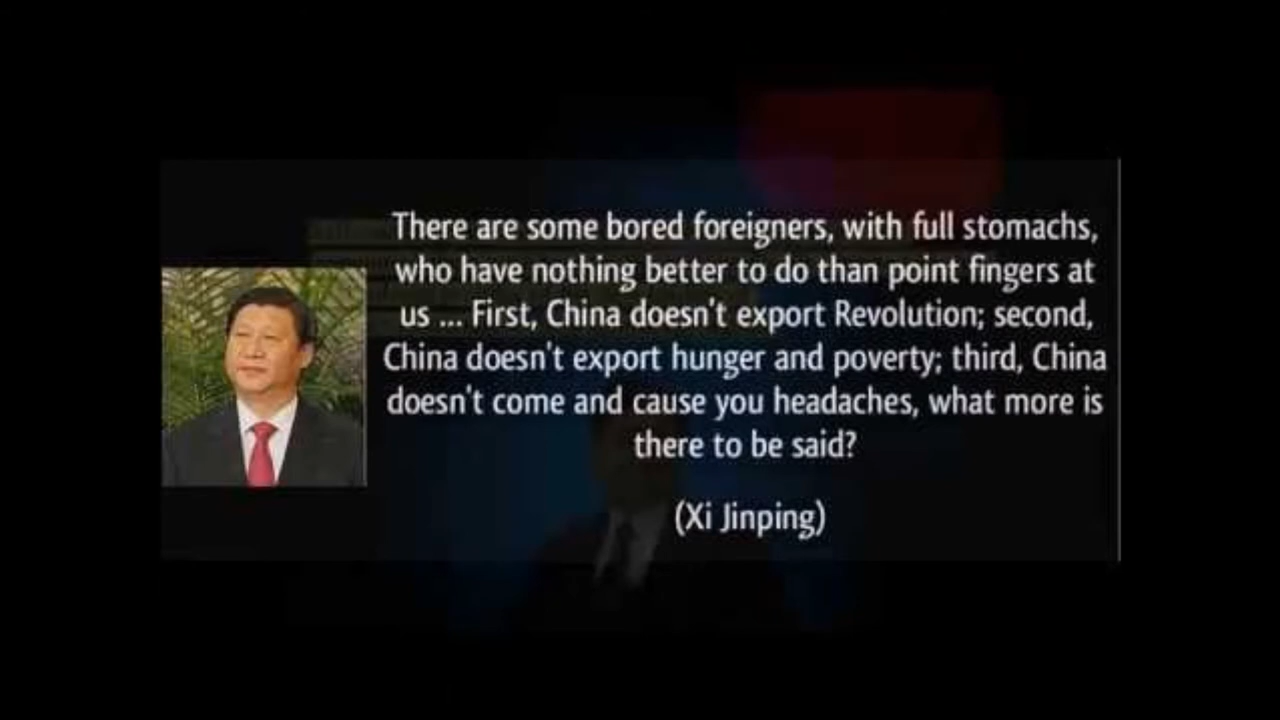 There are some bored foreigners, with full stomachs,
who have nothing better to do than point fingers at
us ... First, China doesn't export Revolution; second,
China doesn't export hunger and poverty; third, China
doesn't come and cause you headaches, what more is
there to be said?
(Xi Jinping)